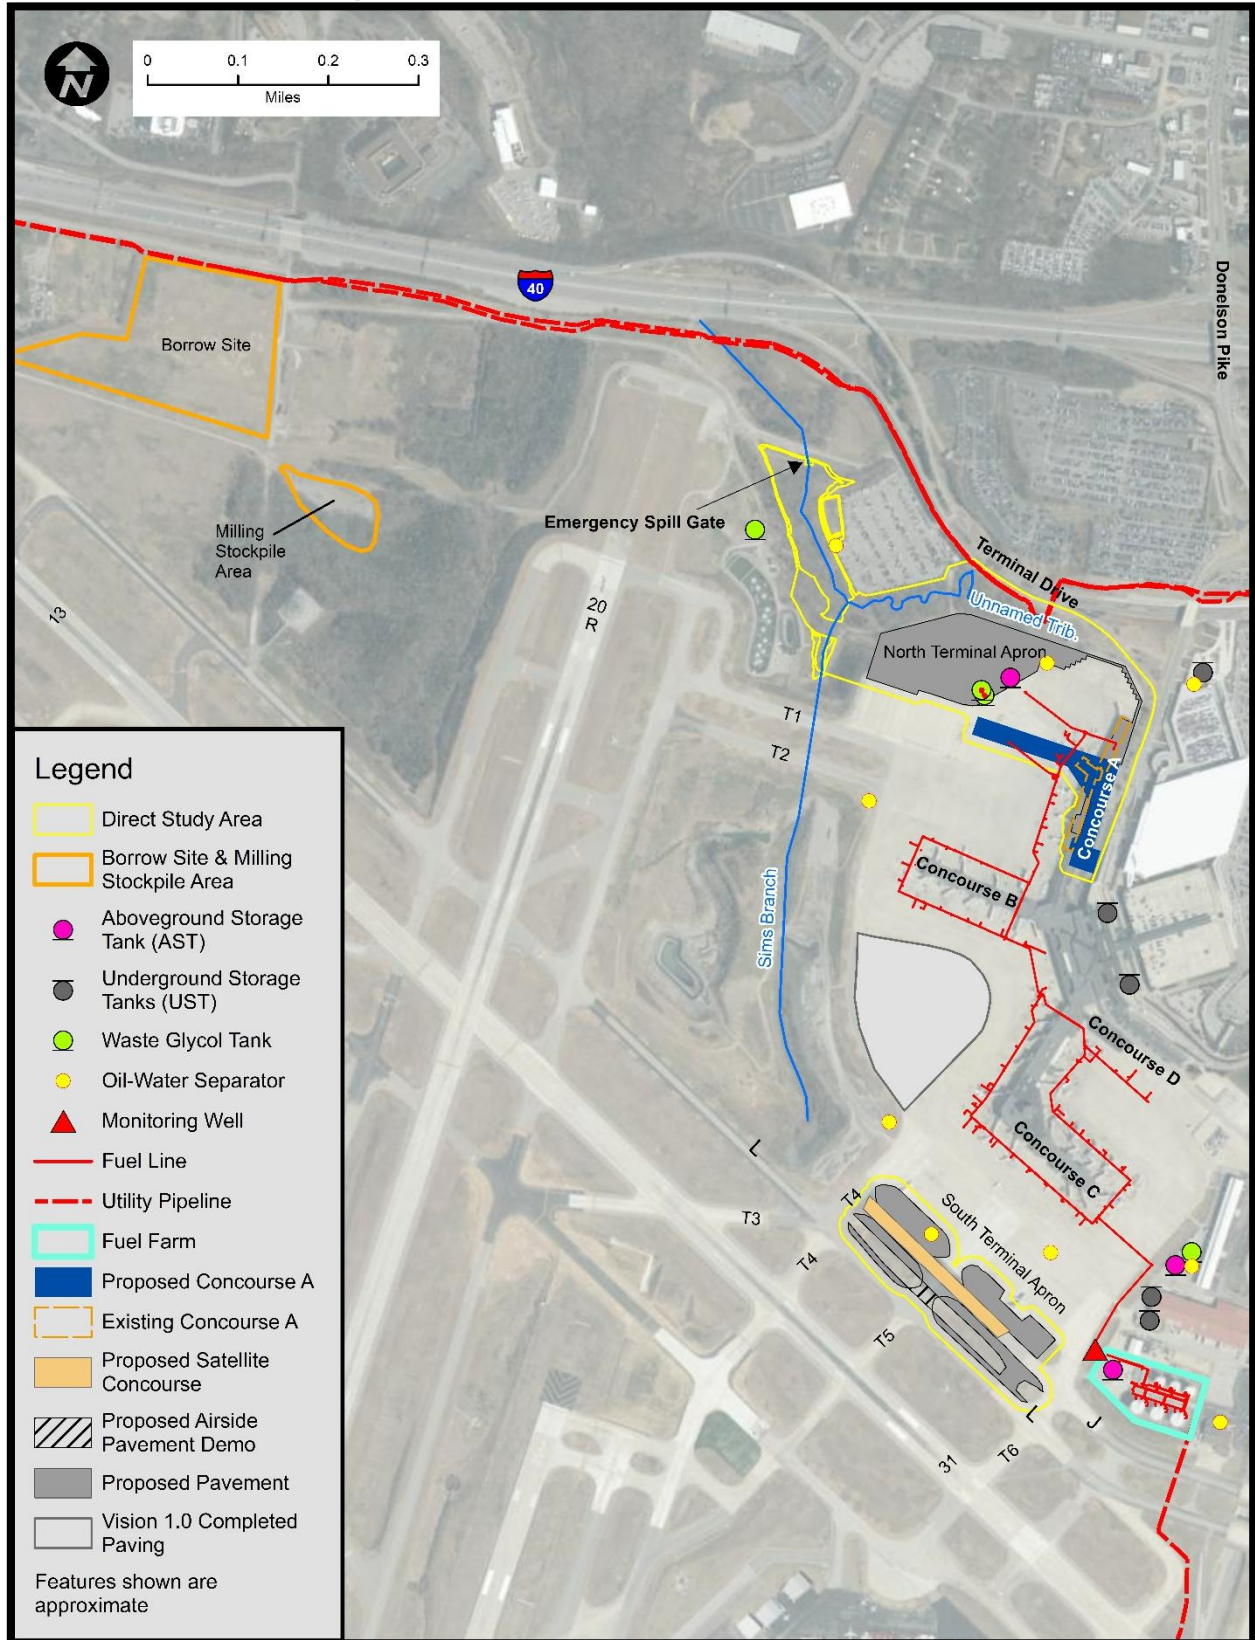 N
0 0.1 0.2 0.3
Miles
40
Donelson Pike
Borrow Site
Milling
Stockpile
Area
Emergency Spill Gate
Terminal Drive
Unnamed Trib.
North Terminal Apron
13
20
R
T1
T2
Concourse A
Concourse B
Sims Branch
Concourse D
Concourse C
L
T4
T3
T4
South Terminal Apron
T5
L
J
T6
31
Legend
Direct Study Area
Borrow Site & Milling
Stockpile Area
Aboveground Storage
Tank (AST)
Underground Storage
Tanks (UST)
Waste Glycol Tank
Oil-Water Separator
Monitoring Well
Fuel Line
Utility Pipeline
Fuel Farm
Proposed Concourse A
Existing Concourse A
Proposed Satellite
Concourse
Proposed Airside
Pavement Demo
Proposed Pavement
Vision 1.0 Completed
Paving
Features shown are
approximate